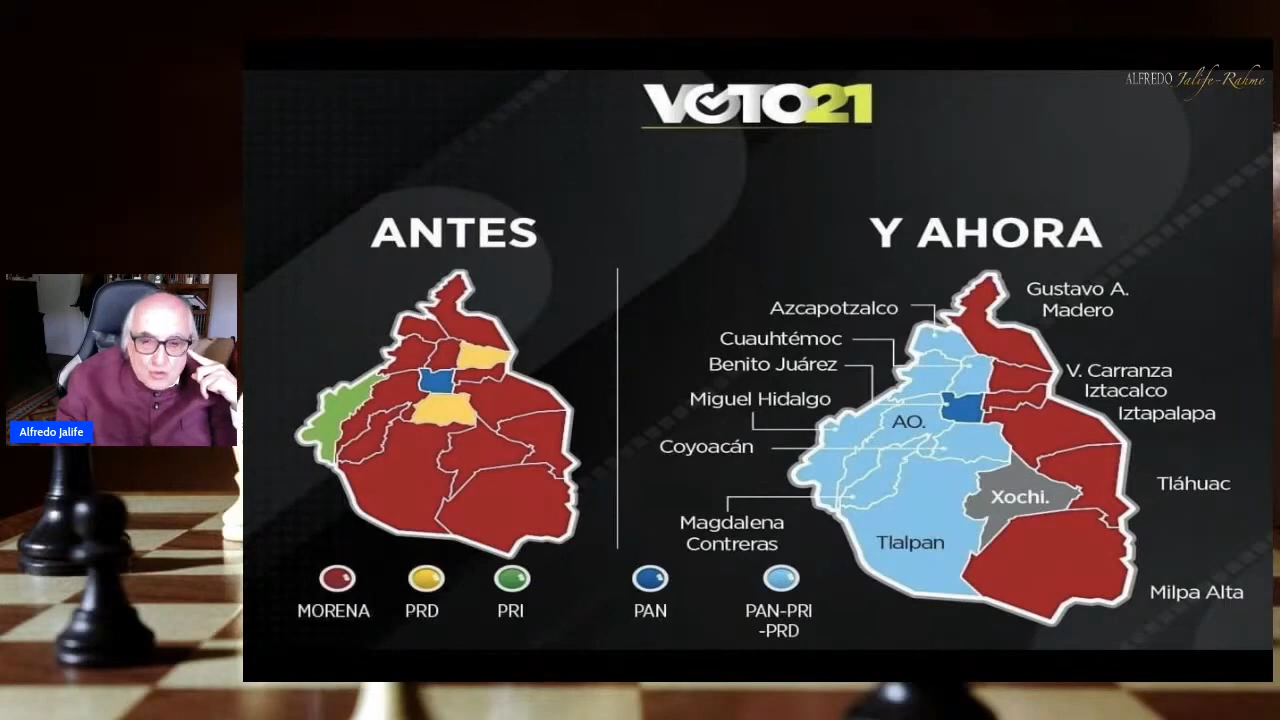 ALFREDO Jalife-Rahme
VOTO21
ANTES
Y AHORA
Gustavo A.
Madero
Azcapotzalco
Cuauhtémoc
Benito Juárez
V. Carranza
Iztacalco
Miguel Hidalgo
Iztapalapa
AO.
Coyoacán
Alfredo Jalife
Tláhuac
Xochi.
Magdalena
Contreras
Tlalpan
Milpa Alta
MORENA
PRD
PRI
PAN
PAN-PRI
-PRD